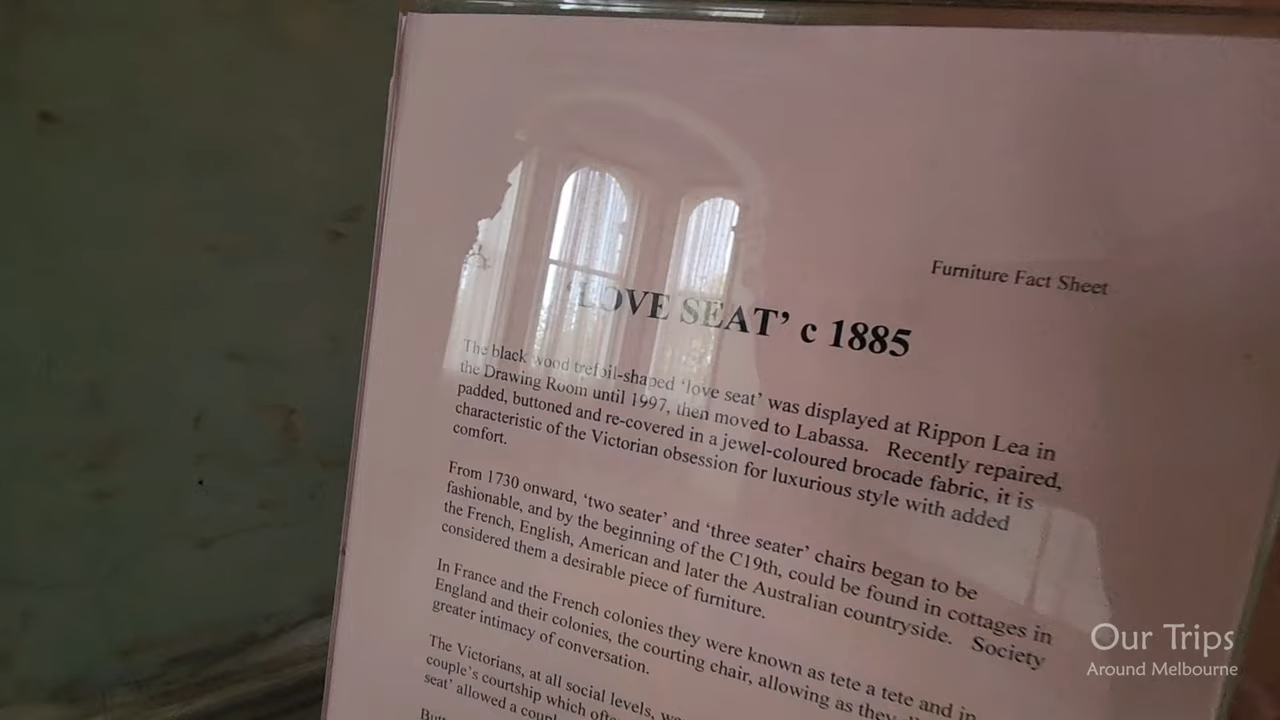 Furniture Fact Sheet
'LOVE SEAT' c 1885
The black wood trefoil-shaped 'love seat' was displayed at Rippon Lea in
the Drawing Room until 1997, then moved to Labassa. Recently repaired,
padded, buttoned and re-covered in a jewel-coloured brocade fabric, it is
characteristic of the Victorian obsession for luxurious style with added
comfort.
From 1730 onward, 'two seater' and 'three seater' chairs began to be
fashionable, and by the beginning of the C19th, could be found in cottages in
the French, English, American and later the Australian countryside. Society
considered them a desirable piece of furniture.
In France and the French colonies they were known as tete a tete and in
England and their colonies, the courting chair, allowing as they
greater intimacy of conversation.
The Victorians, at all social levels,
couple's courtship which
seat' allowed a
Our Trips
Around Melbourne